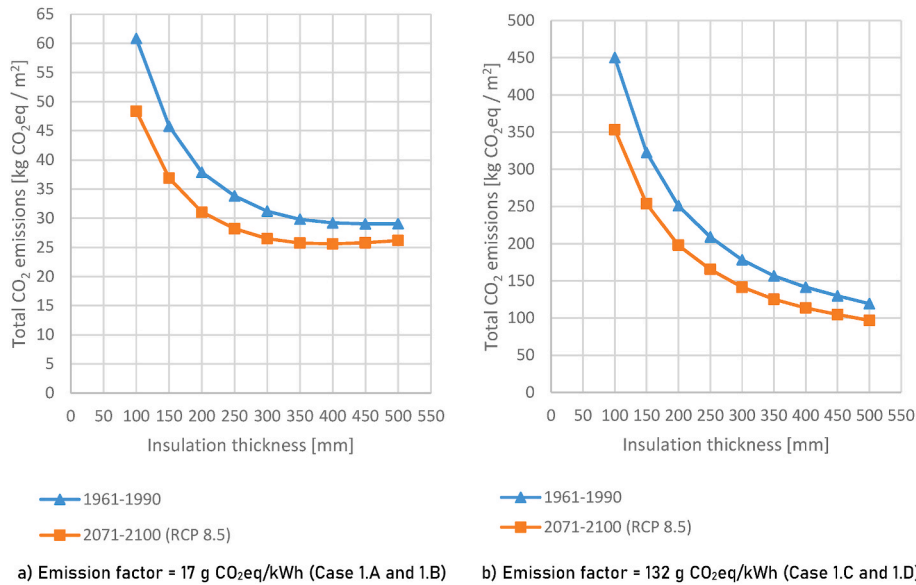 Total CO₂ emissions [kg CO₂eq / m²]
65
60
55
50
45
40
35
30
25
20
15
10
5
0
0 50 100 150 200 250 300 350 400 450 500 550
Insulation thickness [mm]
1961-1990
2071-2100 (RCP 8.5)
a) Emission factor = 17 g CO₂eq/kWh (Case 1.A and 1.B)
Total CO₂ emissions [kg CO₂eq / m²]
500
450
400
350
300
250
200
150
100
50
0
0 50 100 150 200 250 300 350 400 450 500 550
Insulation thickness [mm]
1961-1990
2071-2100 (RCP 8.5)
b) Emission factor = 132 g CO₂eq/kWh (Case 1.C and 1.D)